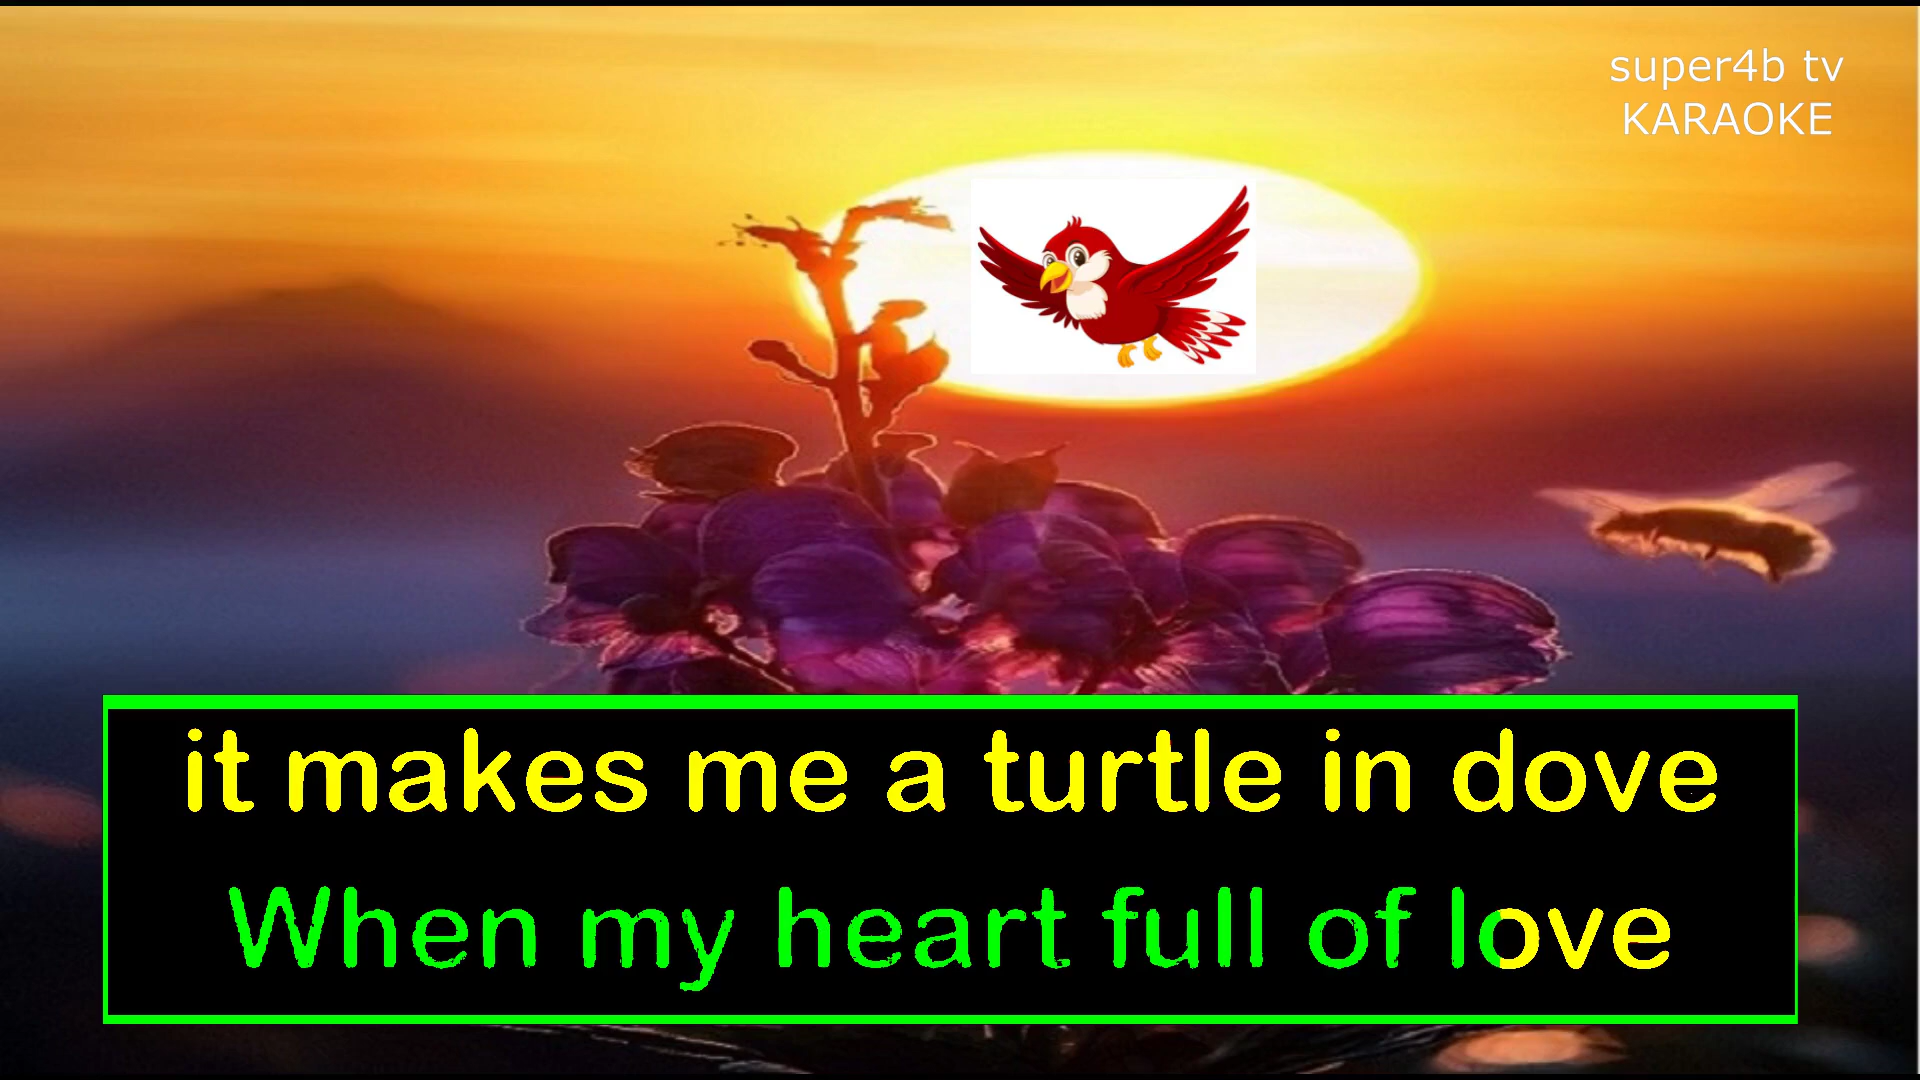 super4b tv
KARAOKE
it makes me a turtle in dove
When my heart full of love